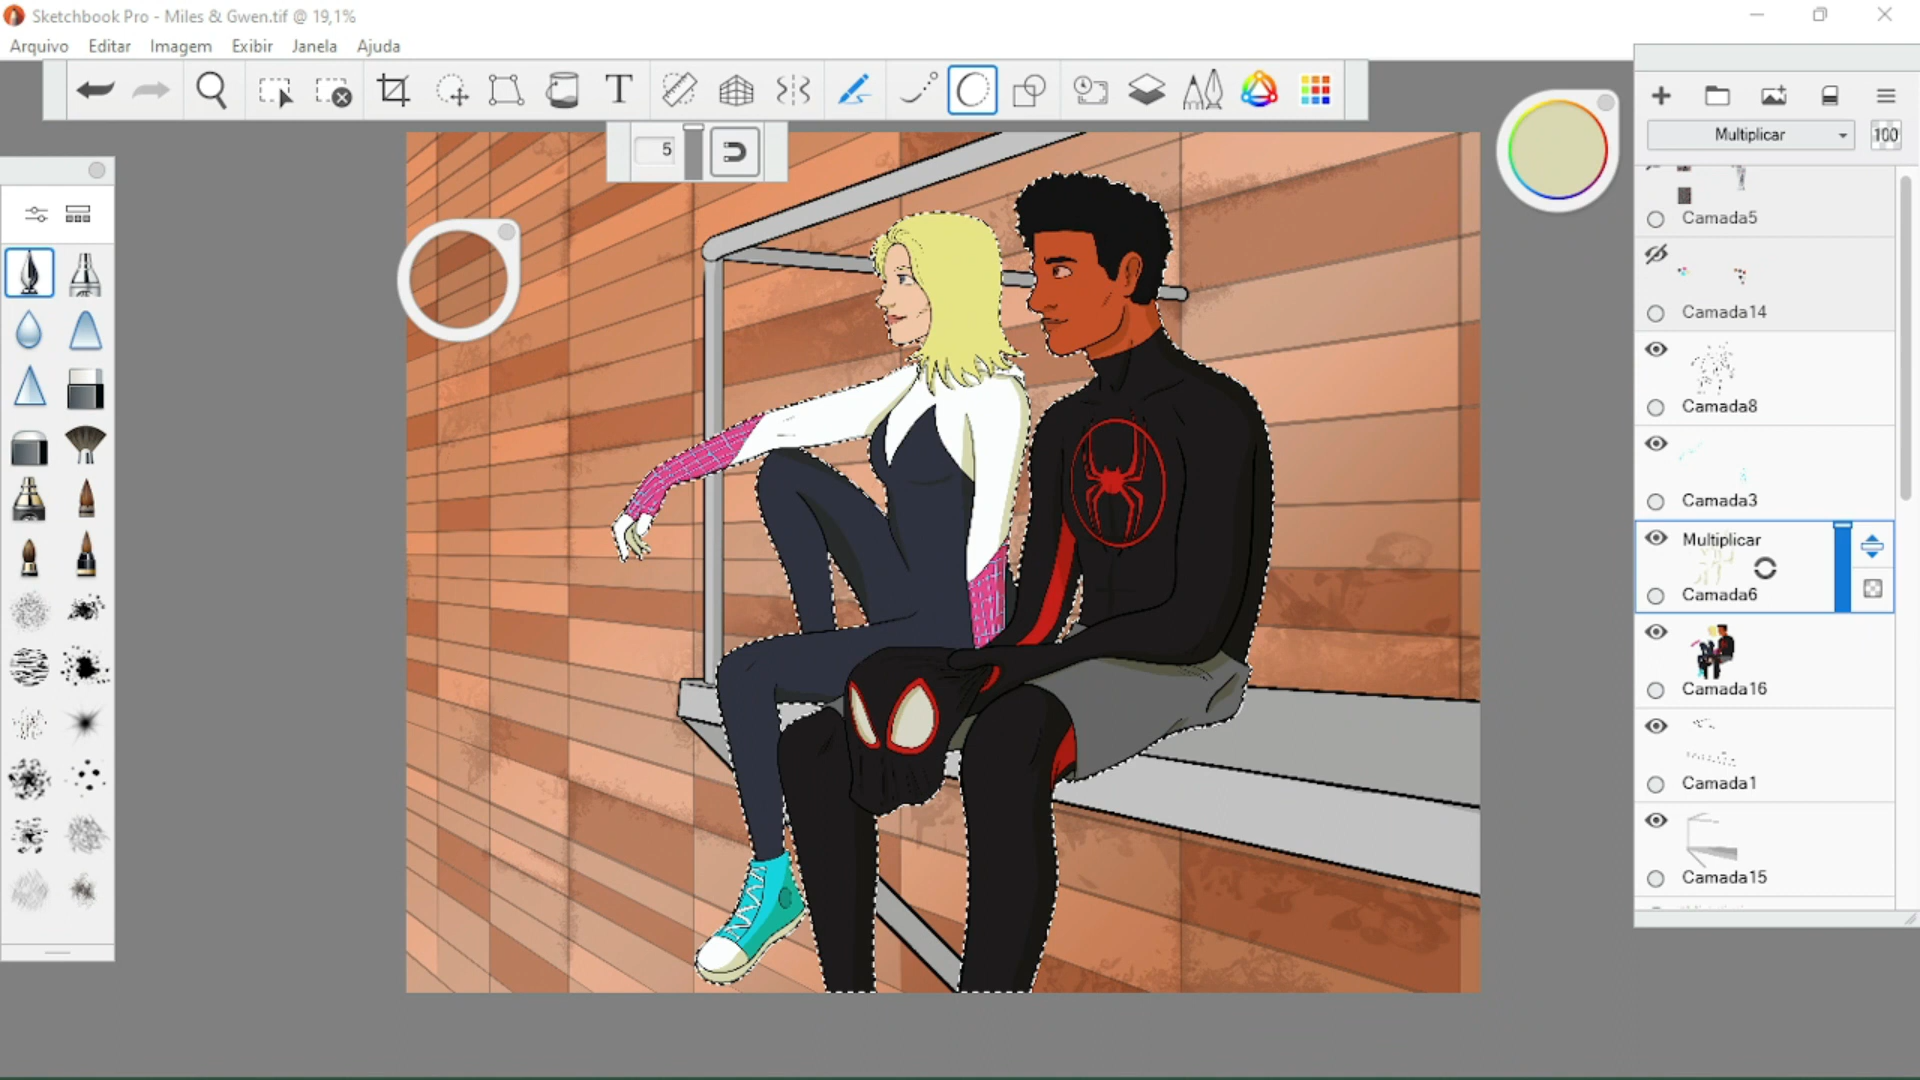 Sketchbook Pro - Miles & Gwen.tif @ 19,1%
Arquivo Editar Imagem Exibir Janela Ajuda
T
5
Multiplicar 100
Camada5
Camada14
Camada8
Camada3
Multiplicar
Camada6
Camada16
Camada1
Camada15